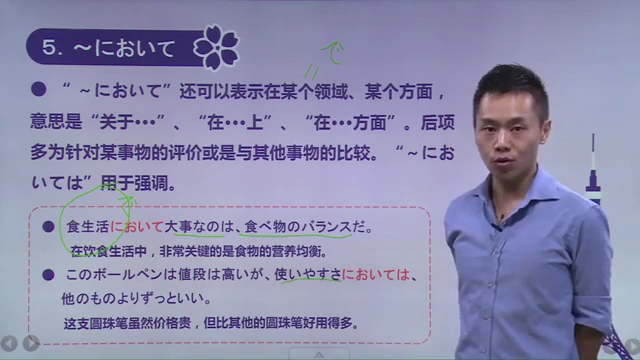 5. ～において
で
● “～において”还可以表示在某个领域、某个方面，
意思是“关于•••”、“在•••上”、“在•••方面”。后项
多为针对某事物的评价或是与其他事物的比较。“～にお
いては”用于强调。
● 食生活において大事なのは、食べ物のバランスだ。
在饮食生活中，非常关键的是食物的营养均衡。
● このボールペンは値段は高いが、使いやすさにおいては、
他のものよりずっといい。
这支圆珠笔虽然价格贵，但比其他的圆珠笔好用得多。